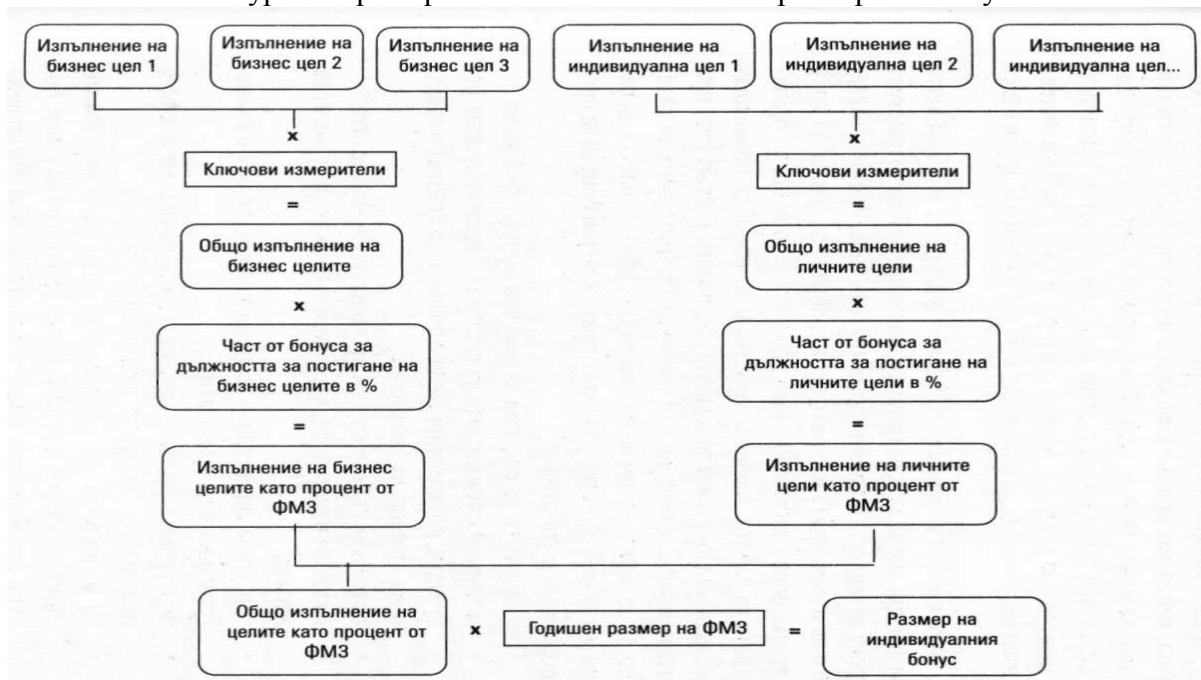 Изпълнение на
бизнес цел 1
Изпълнение на
бизнес цел 2
Изпълнение на
бизнес цел 3
Изпълнение на
индивидуална цел 1
Изпълнение на
индивидуална цел 2
Изпълнение на
индивидуална цел...
x
x
Ключови измерители
Ключови измерители
=
=
Общо изпълнение на
бизнес целите
Общо изпълнение на
личните цели
x
x
Част от бонуса за
длъжността за постигане на
бизнес целите в %
Част от бонуса за
длъжността за постигане на
личните цели в %
=
=
Изпълнение на бизнес
целите като процент от
ФМЗ
Изпълнение на личните
цели като процент от
ФМЗ
Общо изпълнение на
целите като процент от
ФМЗ
x
Годишен размер на ФМЗ
=
Размер на
индивидуалния
бонус